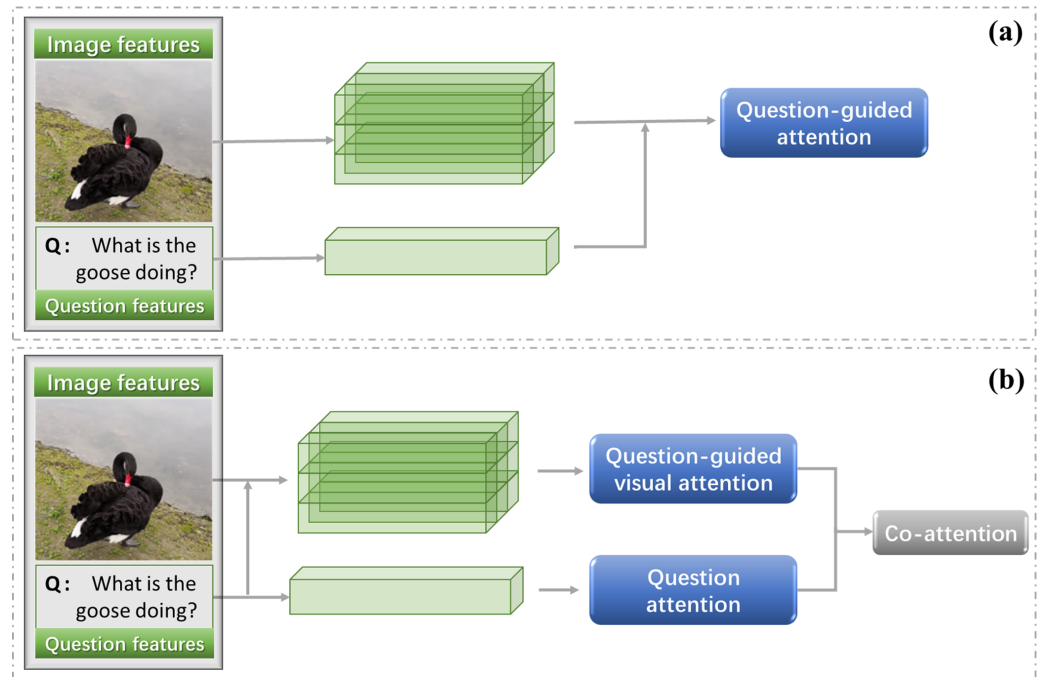 (a)
Image features
Question-guided
attention
Q : What is the
goose doing?
Question features
(b)
Image features
Question-guided
visual attention
Co-attention
Q : What is the
goose doing?
Question
attention
Question features